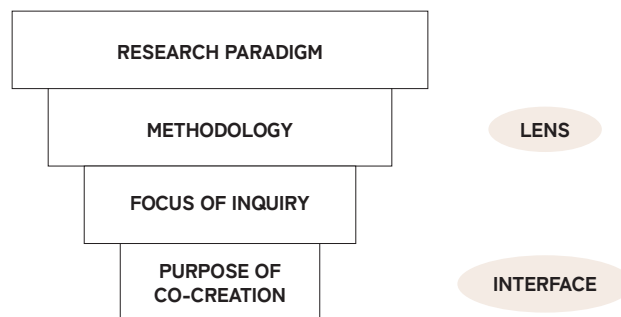 RESEARCH PARADIGM
METHODOLOGY
LENS
FOCUS OF INQUIRY
PURPOSE OF
CO-CREATION
INTERFACE